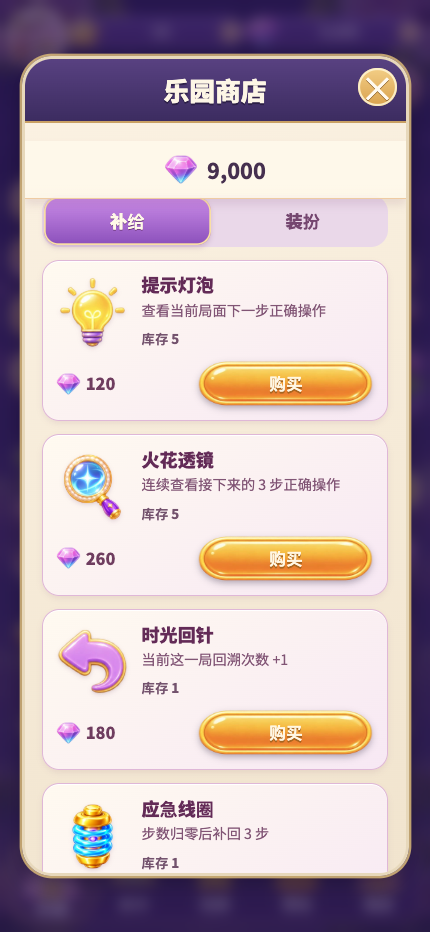 乐园商店
9,000
补给
装扮
提示灯泡
查看当前局面下一步正确操作
库存 5
120
购买
火花透镜
连续查看接下来的 3 步正确操作
库存 5
260
购买
时光回针
当前这一局回溯次数 +1
库存 1
180
购买
应急线圈
步数归零后补回 3 步
库存 1